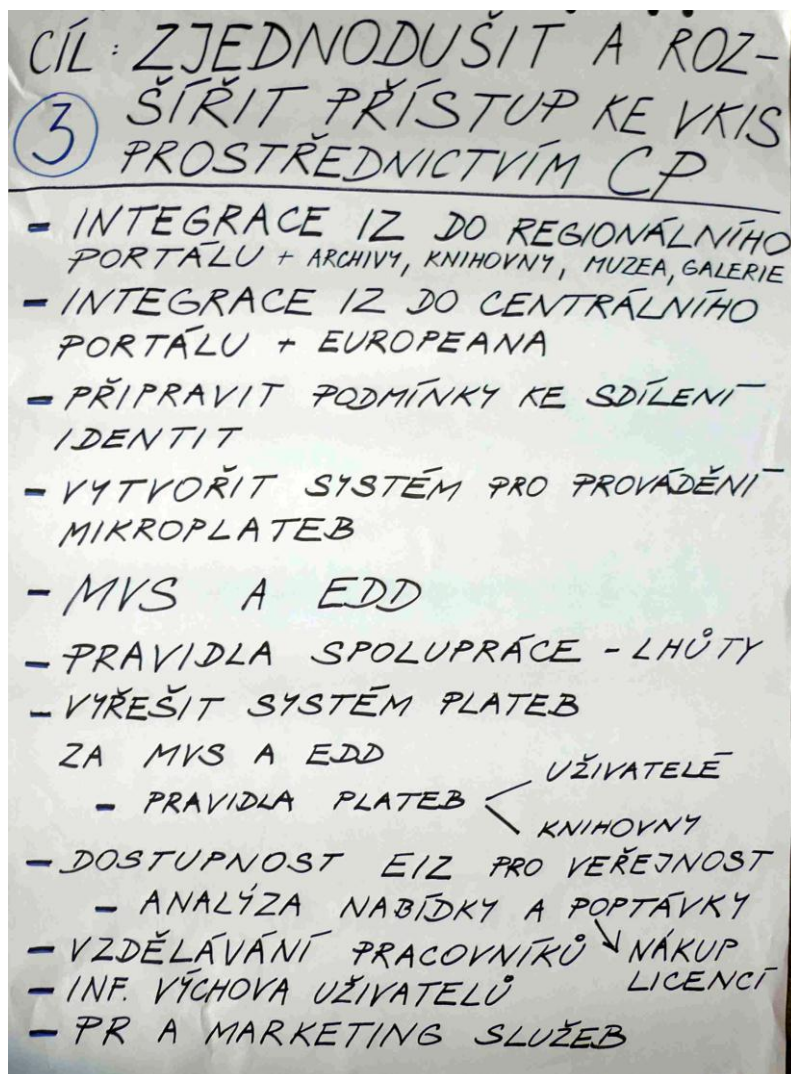 CÍL: ZJEDNODUŠIT A ROZ-
ŠÍŘIT PŘÍSTUP KE VKIS
3 PROSTŘEDNICTVÍM CP
- INTEGRACE IZ DO REGIONÁLNÍHO
PORTÁLU + ARCHIVY, KNIHOVNY, MUZEA, GALERIE
- INTEGRACE IZ DO CENTRÁLNÍHO
PORTÁLU + EUROPEANA
- PŘIPRAVIT PODMÍNKY KE SDÍLENÍ
IDENTIT
- VYTVOŘIT SYSTÉM PRO PROVÁDĚNÍ
MIKROPLATEB
- MVS A EDD
- PRAVIDLA SPOLUPRÁCE - LHŮTY
- VYŘEŠIT SYSTÉM PLATEB
ZA MVS A EDD
UŽIVATELÉ
- PRAVIDLA PLATEB
KNIHOVNY
- DOSTUPNOST EIZ PRO VEŘEJNOST
- ANALÝZA NABÍDKY A POPTÁVKY
- VZDĚLÁVÁNÍ PRACOVNÍKŮ ↘ NÁKUP
LICENCÍ
- INF. VÝCHOVA UŽIVATELŮ
- PR A MARKETING SLUŽEB